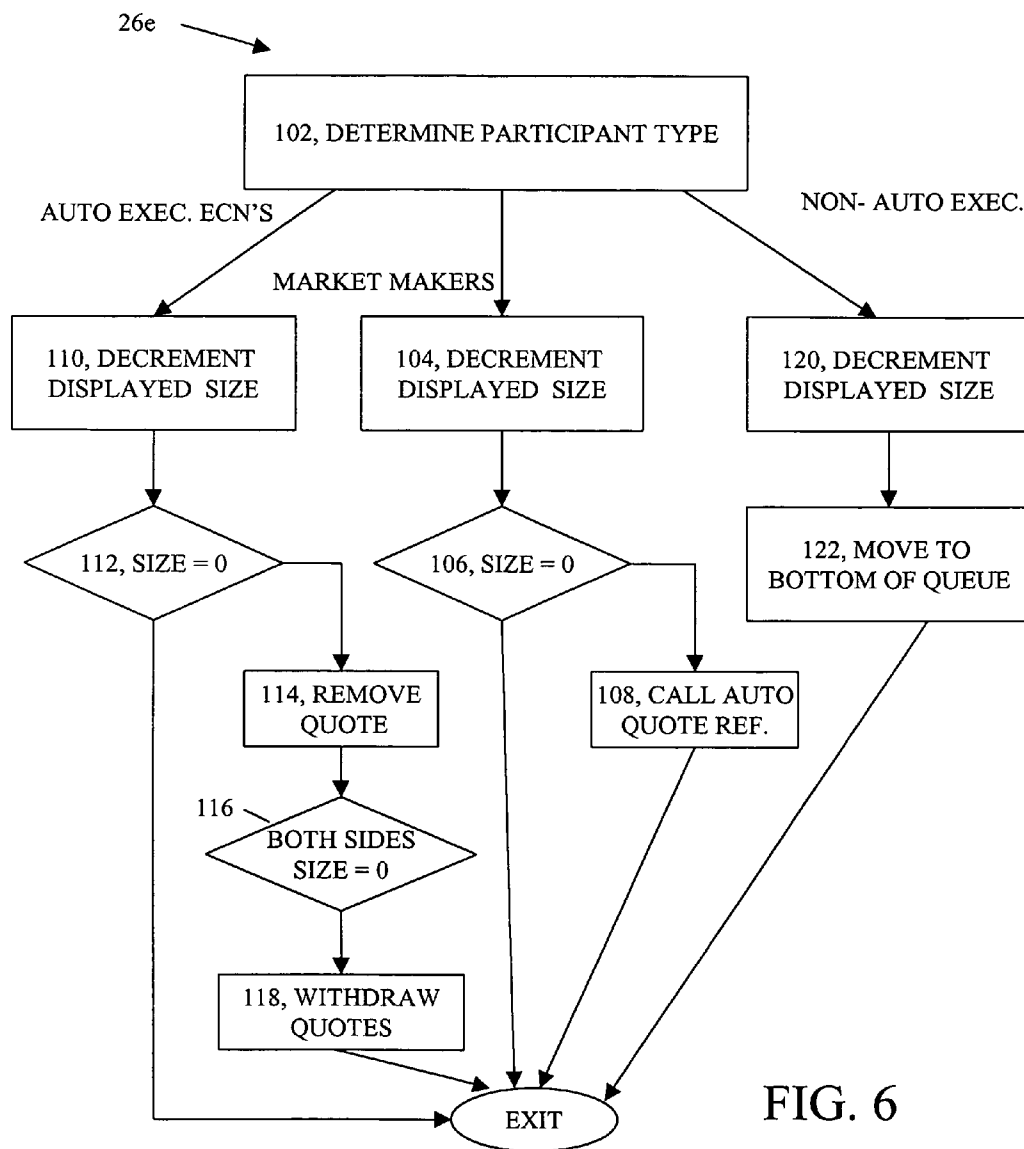 26e
102, DETERMINE PARTICIPANT TYPE
AUTO EXEC. ECN'S
MARKET MAKERS
NON- AUTO EXEC.
110, DECREMENT
DISPLAYED SIZE
104, DECREMENT
DISPLAYED SIZE
120, DECREMENT
DISPLAYED SIZE
112, SIZE = 0
106, SIZE = 0
122, MOVE TO
BOTTOM OF QUEUE
114, REMOVE
QUOTE
108, CALL AUTO
QUOTE REF.
116
BOTH SIDES
SIZE = 0
118, WITHDRAW
QUOTES
EXIT
FIG. 6